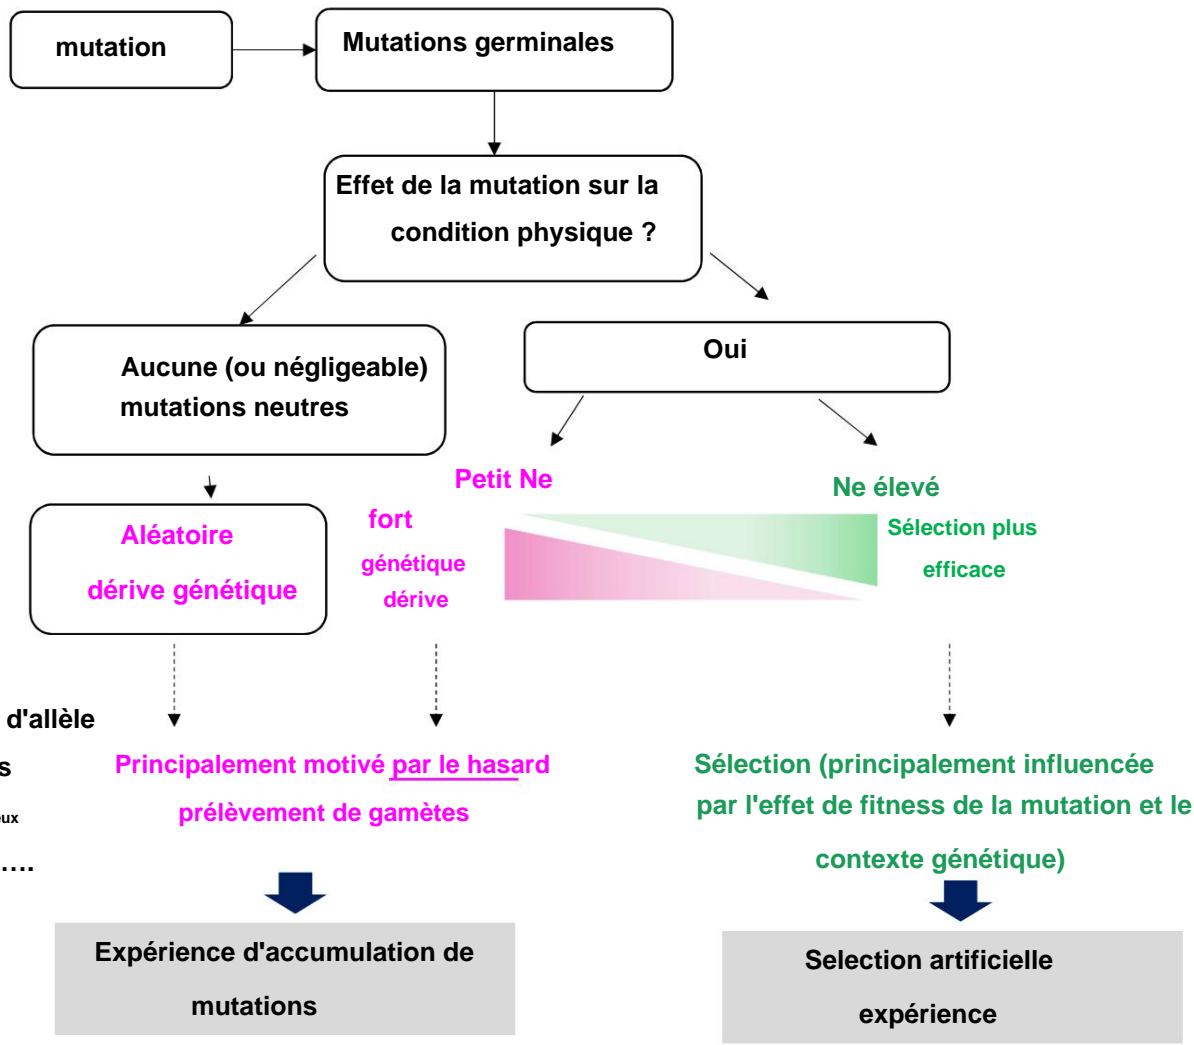 mutation
Mutations germinales
Effet de la mutation sur la
condition physique ?
Aucune (ou négligeable)
mutations neutres
Oui
Petit Ne
Ne élevé
Aléatoire
dérive génétique
fort
génétique
dérive
Sélection plus
efficace
d'allèle
s
eux
....
Principalement motivé par le hasard
prélèvement de gamètes
Sélection (principalement influencée
par l'effet de fitness de la mutation et le
contexte génétique)
Expérience d'accumulation de
mutations
Selection artificielle
expérience